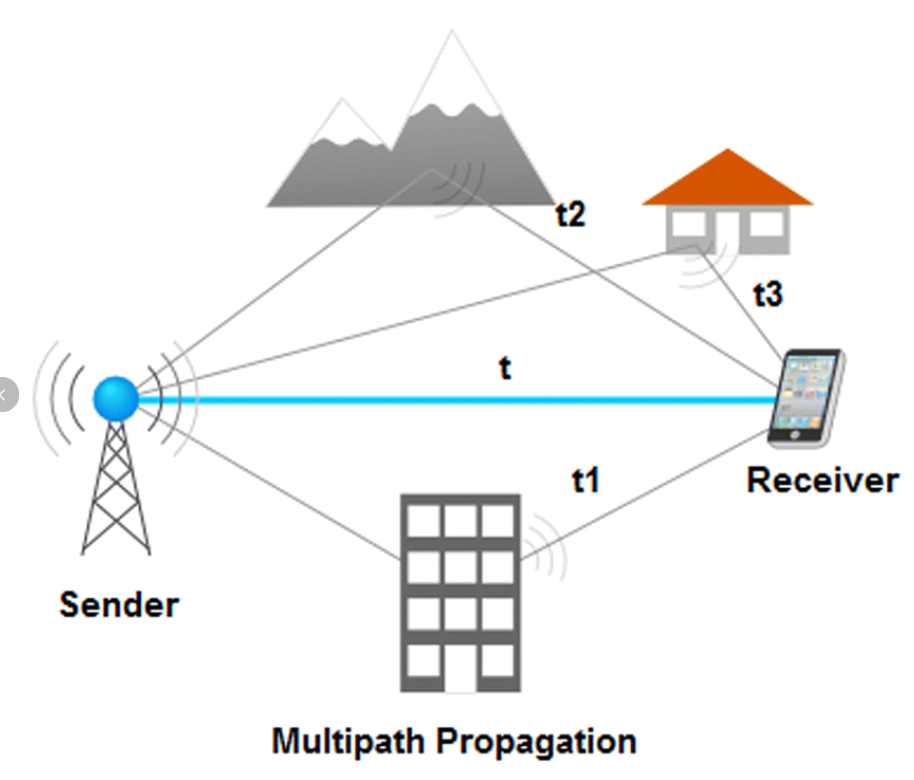 t2
t3
t
t1
Receiver
Sender
Multipath Propagation